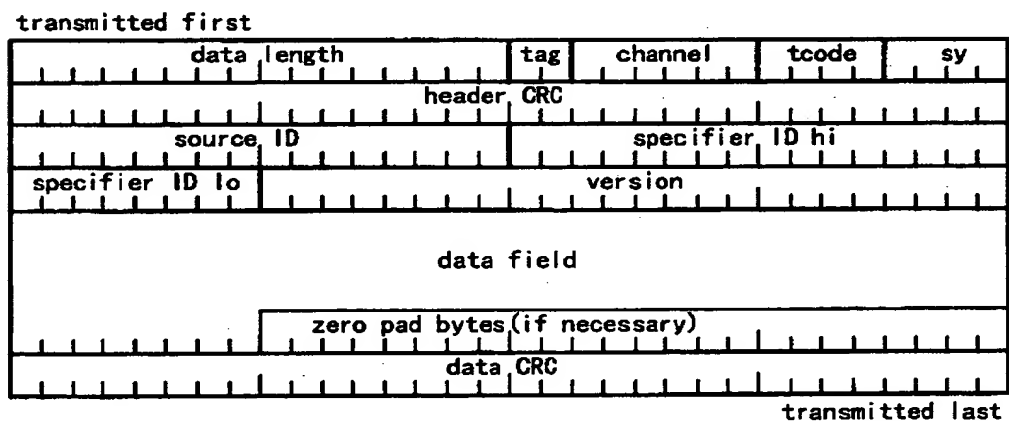 transmitted first
data length tag channel tcode sy
header CRC
source ID specifier ID hi
specifier ID lo version
data field
zero pad bytes(if necessary)
data CRC
transmitted last